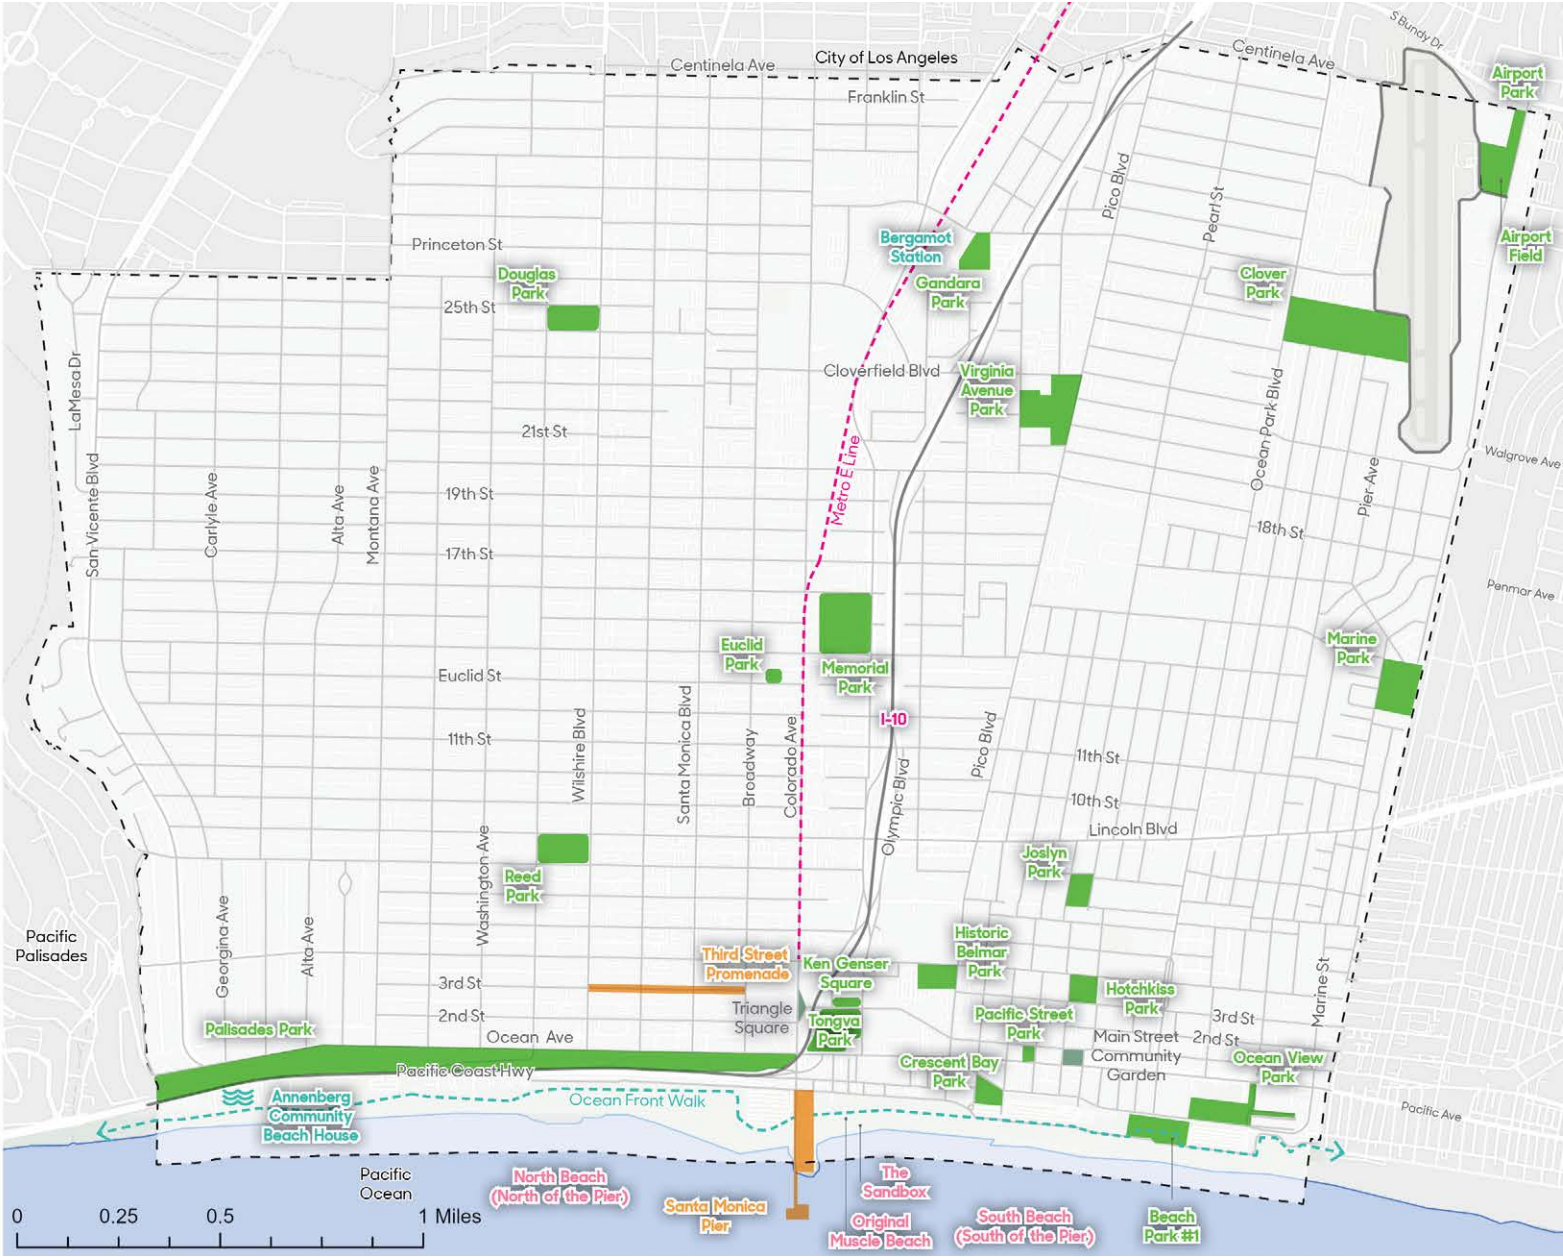 S Bundy Dr
City of Los Angeles
Centinela Ave
Centinela Ave
Airport
Park
Franklin St
Pico Blvd
Pearl St
Princeton St
Bergamot
Station
Airport
Field
Douglas
Park
Gandara
Park
Clover
Park
25th St
LaMesa Dr
Cloverfield Blvd
Virginia
Avenue
Park
Ocean Park Blvd
21st St
Metro E Line
San Vicente Blvd
Carlyle Ave
Alta Ave
Montana Ave
19th St
Pier Ave
Walgrove Ave
18th St
17th St
Penmar Ave
Euclid
Park
Memorial
Park
Marine
Park
Euclid St
I-10
11th St
Wilshire Blvd
Santa Monica Blvd
Broadway
Colorado Ave
Olympic Blvd
Pico Blvd
11th St
10th St
Lincoln Blvd
Joslyn
Park
Reed
Park
Washington Ave
Georgina Ave
Alta Ave
Pacific
Palisades
Historic
Belmar
Park
Third Street
Promenade
Ken Genser
Square
3rd St
Hotchkiss
Park
Marine St
Triangle
Square
2nd St
Tongva
Park
Pacific Street
Park
3rd St
2nd St
Palisades Park
Ocean Ave
Main Street
Community
Garden
Crescent Bay
Park
Ocean View
Park
Pacific Coast Hwy
Annenberg
Community
Beach House
Ocean Front Walk
Pacific Ave
Pacific
Ocean
North Beach
(North of the Pier)
Santa Monica
Pier
The
Sandbox
Original
Muscle Beach
South Beach
(South of the Pier)
Beach
Park #1
0 0.25 0.5 1 Miles